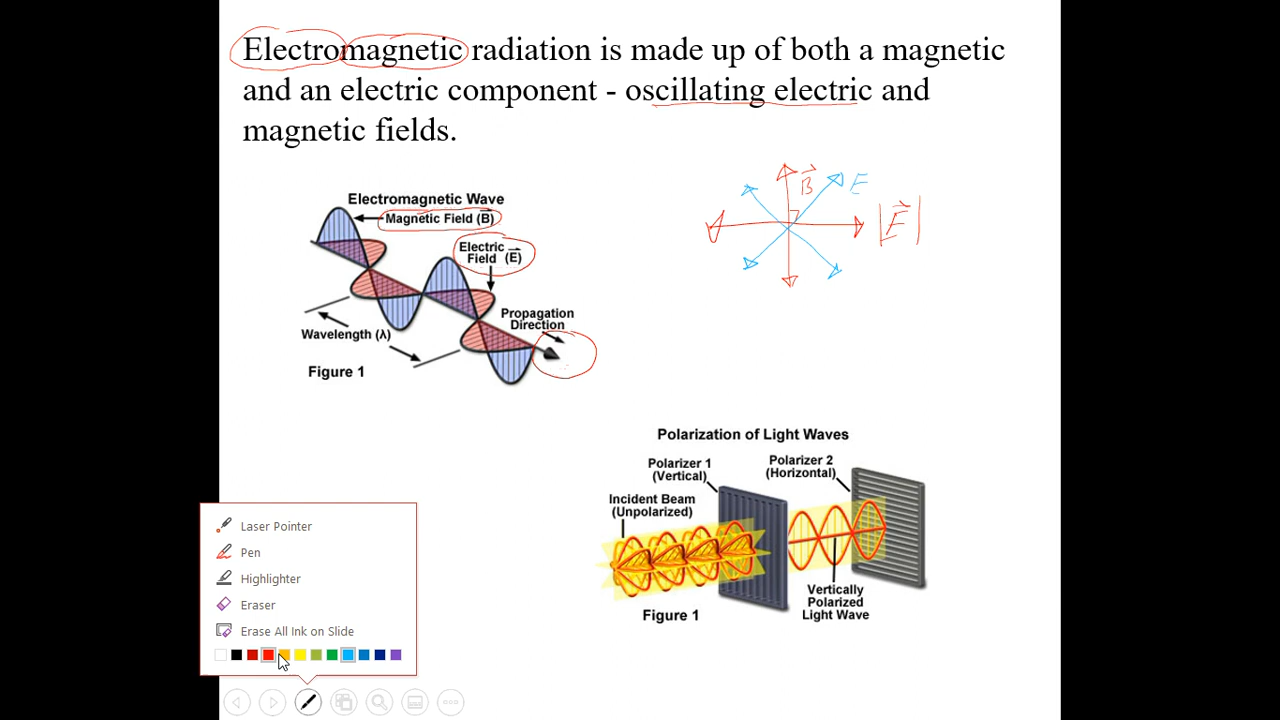 Electromagnetic radiation is made up of both a magnetic
and an electric component - oscillating electric and
magnetic fields.
Electromagnetic Wave
Magnetic Field (B⃗)
Electric
Field (E⃗)
Propagation
Direction
Wavelength (λ)
Figure 1
B⃗
E
|E⃗|
Polarization of Light Waves
Polarizer 1
(Vertical)
Polarizer 2
(Horizontal)
Incident Beam
(Unpolarized)
Vertically
Polarized
Light Wave
Figure 1
Laser Pointer
Pen
Highlighter
Eraser
Erase All Ink on Slide